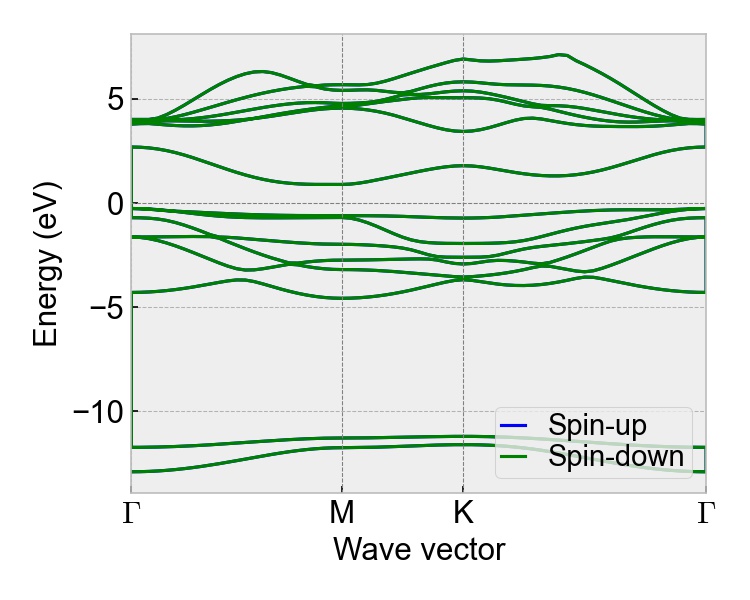 Energy (eV)
5
0
−5
−10
Spin-up
Spin-down
Γ M K Γ
Wave vector